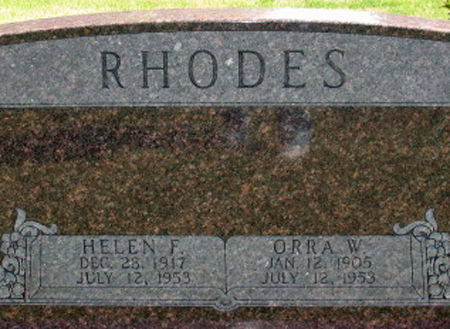 RHODES
HELEN F.
DEC. 28, 1917
JULY 12, 1953
ORRA W.
JAN. 12, 1905
JULY 12, 1953